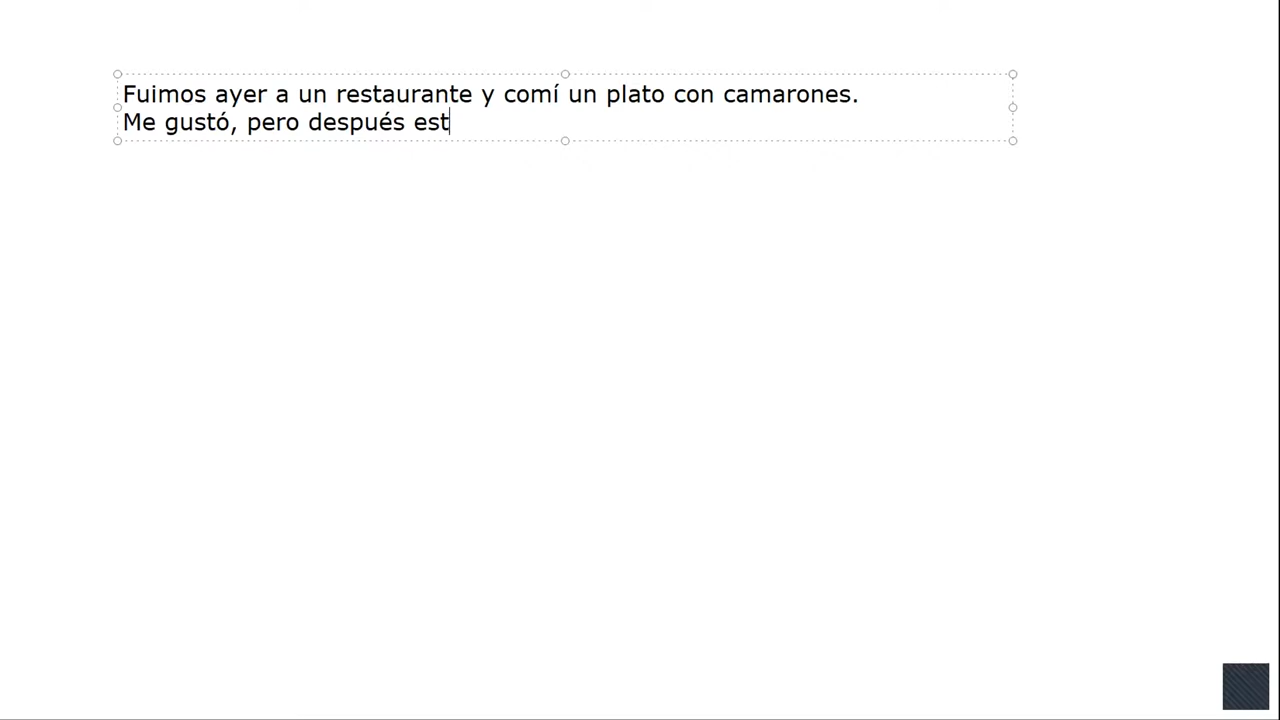 Fuimos ayer a un restaurante y comí un plato con camarones.
Me gustó, pero después est